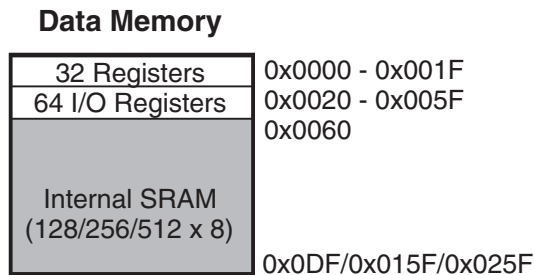 Data Memory
32 Registers 0x0000 - 0x001F
64 I/O Registers 0x0020 - 0x005F
0x0060
Internal SRAM
(128/256/512 x 8)
0x0DF/0x015F/0x025F